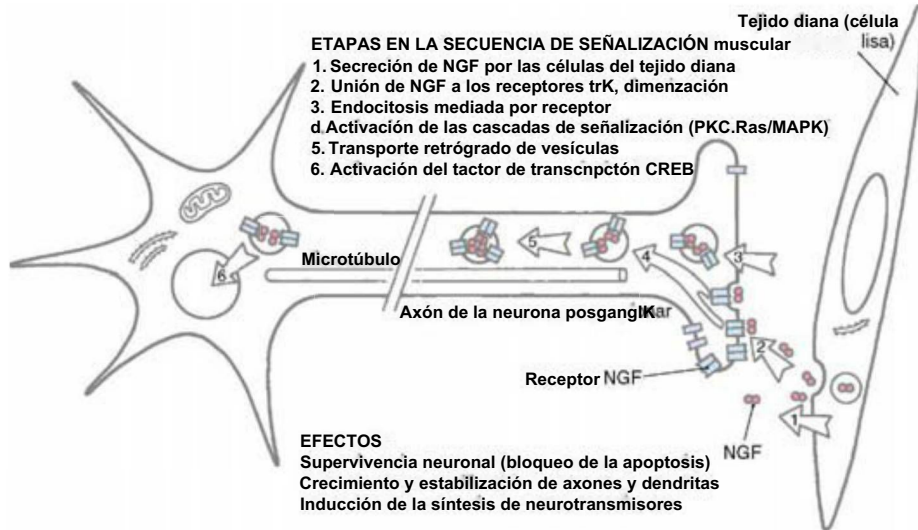 Tejido diana (célula
lisa)
ETAPAS EN LA SECUENCIA DE SEÑALIZACIÓN muscular
1. Secreción de NGF por las células del tejido diana
2. Unión de NGF a los receptores trK, dimenzación
3. Endocitosis mediada por receptor
d Activación de las cascadas de señalización (PKC.Ras/MAPK)
5. Transporte retrógrado de vesículas
6. Activación del tactor de transcnpctón CREB
6
5
4
3
Microtúbulo
Axón de la neurona posganglKnar
2
Receptor NGF
1
NGF
EFECTOS
Supervivencia neuronal (bloqueo de la apoptosis)
Crecimiento y estabilización de axones y dendritas
Inducción de la síntesis de neurotransmisores